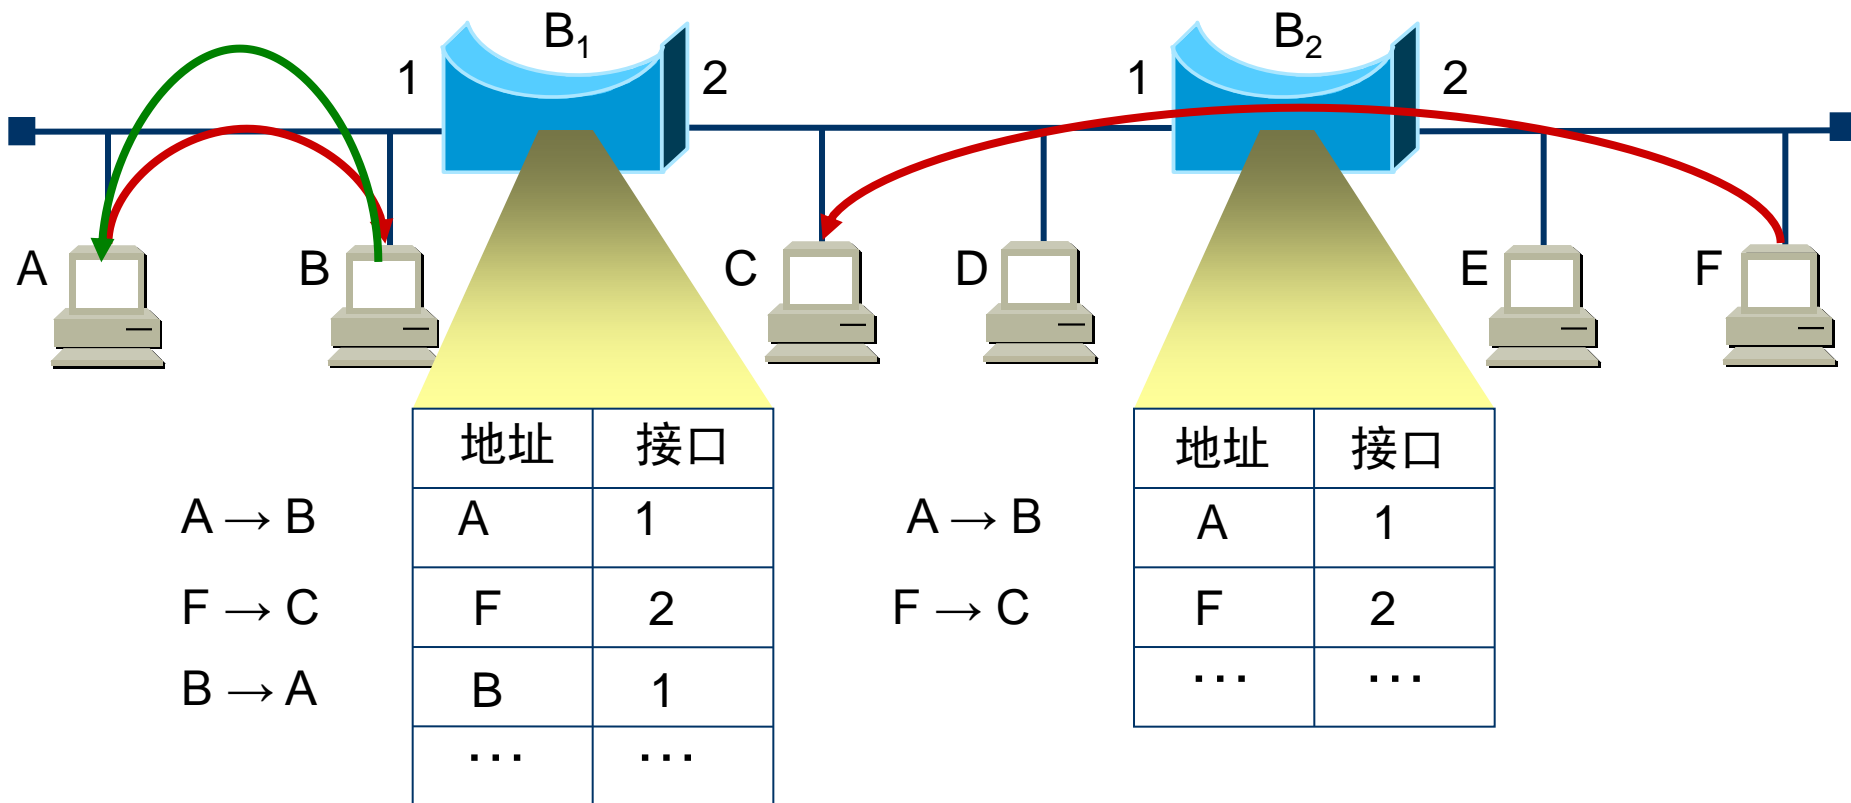 B₁
B₂
1
2
1
2
A
B
C
D
E
F
地址 接口
地址 接口
A → B
A 1
A → B
A 1
F → C
F 2
F → C
F 2
B → A
B 1
… …
… …